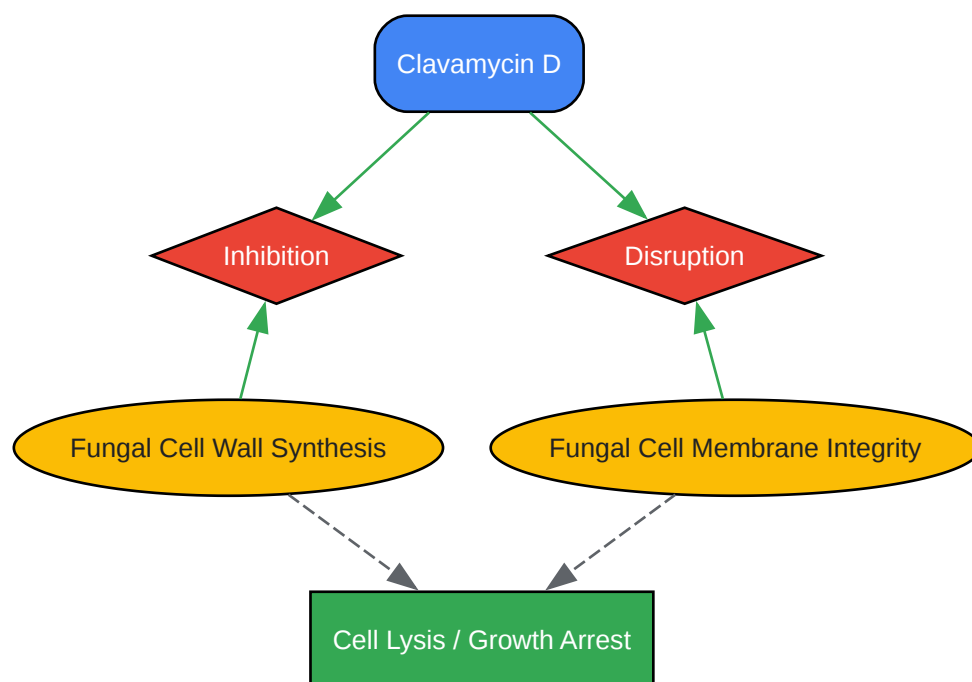 Clavamycin D
Inhibition
Disruption
Fungal Cell Wall Synthesis
Fungal Cell Membrane Integrity
Cell Lysis / Growth Arrest